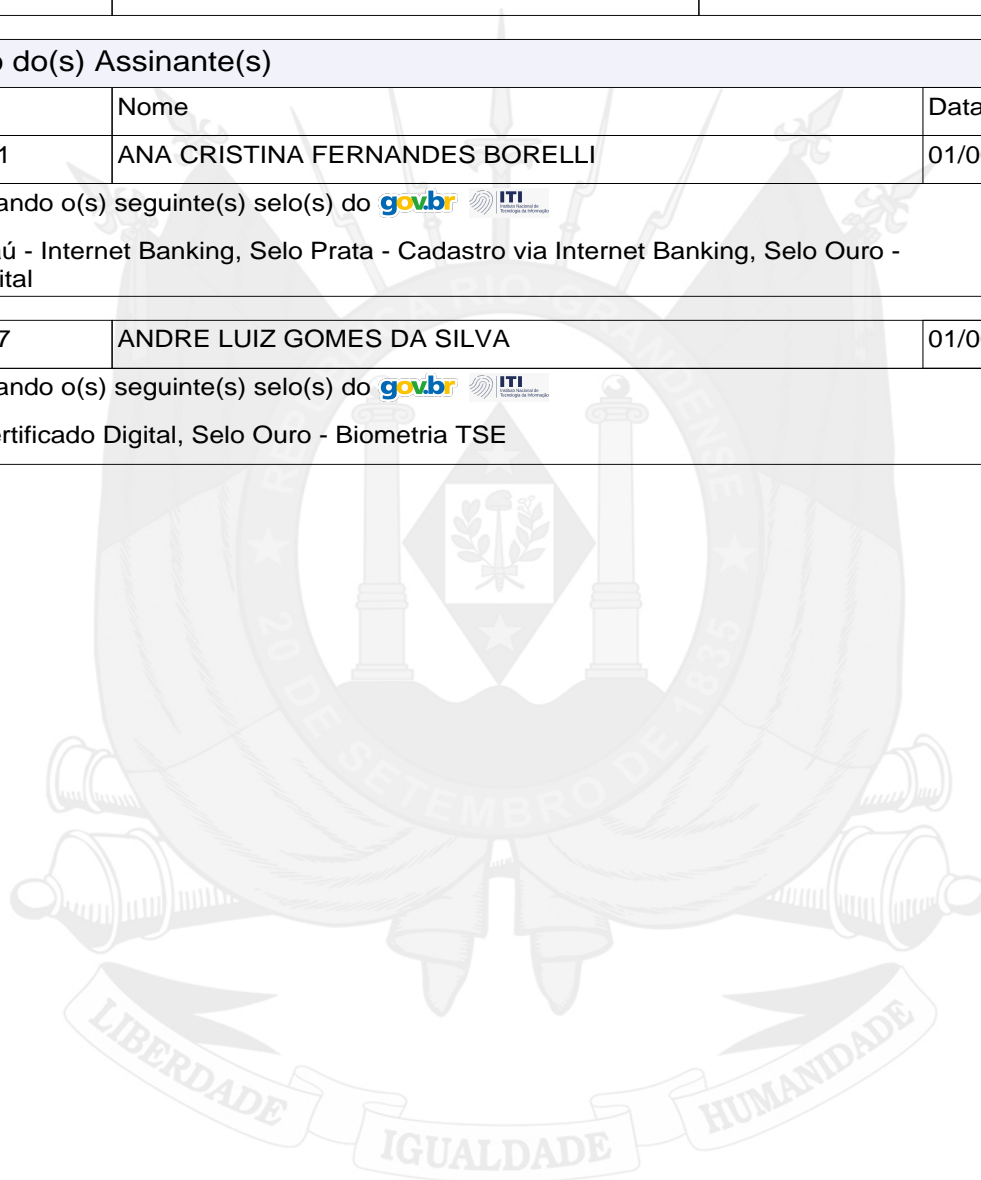 o do(s) Assinante(s)
Nome Data
1 ANA CRISTINA FERNANDES BORELLI 01/0
ando o(s) seguinte(s) selo(s) do gov.br ITI
ú - Internet Banking, Selo Prata - Cadastro via Internet Banking, Selo Ouro -
ital
7 ANDRE LUIZ GOMES DA SILVA 01/0
ando o(s) seguinte(s) selo(s) do gov.br ITI
ertificado Digital, Selo Ouro - Biometria TSE
REPÚBLICA RIO GRANDENSE
20 DE SETEMBRO DE 1835
LIBERDADE IGUALDADE HUMANIDADE